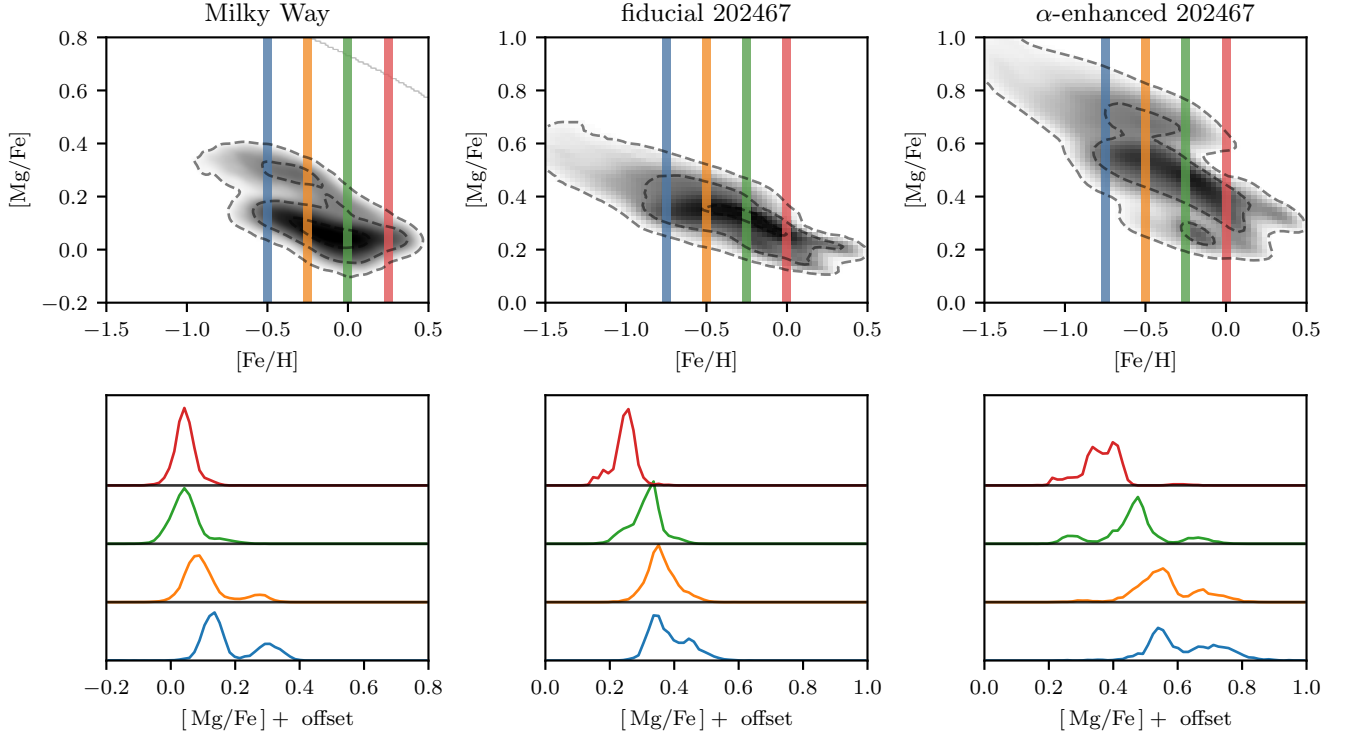 Milky Way
fiducial 202467
α-enhanced 202467
0.8
0.6
0.4
0.2
0.0
−0.2
[Mg/Fe]
−1.5 −1.0 −0.5 0.0 0.5
[Fe/H]
1.0
0.8
0.6
0.4
0.2
0.0
[Mg/Fe]
−1.5 −1.0 −0.5 0.0 0.5
[Fe/H]
1.0
0.8
0.6
0.4
0.2
0.0
[Mg/Fe]
−1.5 −1.0 −0.5 0.0 0.5
[Fe/H]
−0.2 0.0 0.2 0.4 0.6 0.8
[Mg/Fe] + offset
0.0 0.2 0.4 0.6 0.8 1.0
[Mg/Fe] + offset
0.0 0.2 0.4 0.6 0.8 1.0
[Mg/Fe] + offset